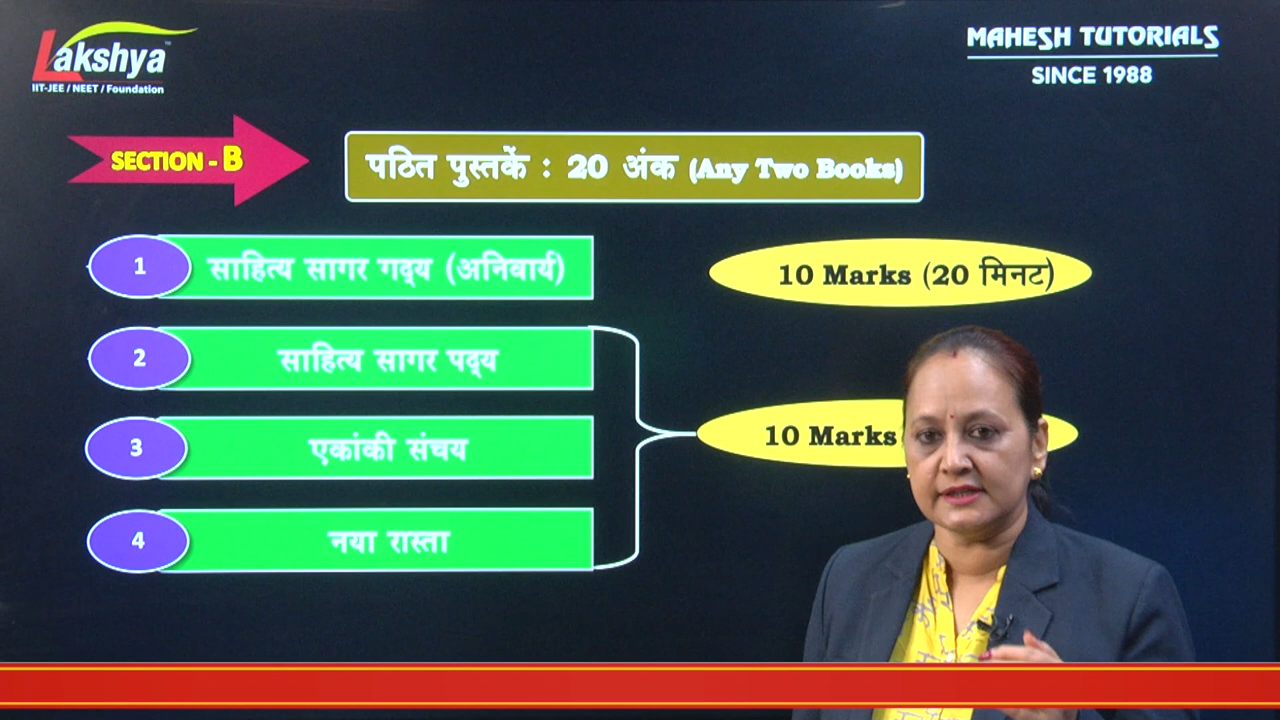 Lakshya
IIT-JEE / NEET / Foundation
MAHESH TUTORIALS
SINCE 1988
SECTION - B
पठित पुस्तकें : 20 अंक (Any Two Books)
1
साहित्य सागर गद्य (अनिवार्य)
10 Marks (20 मिनट)
2
साहित्य सागर पद्य
3
एकांकी संचय
10 Marks
4
नया रास्ता